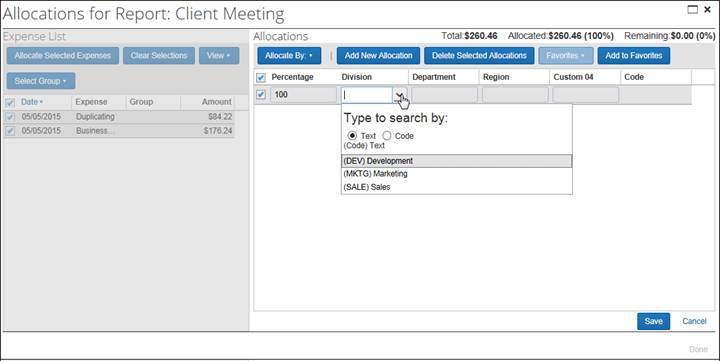 Allocations for Report: Client Meeting
Expense List
Allocate Selected Expenses Clear Selections View
Select Group
Date Expense Group Amount
05/05/2015 Duplicating $84.22
05/05/2015 Business... $176.24
Allocations Total:$260.46 Allocated:$260.46 (100%) Remaining:$0.00 (0%)
Allocate By: Add New Allocation Delete Selected Allocations Favorites Add to Favorites
Percentage Division Department Region Custom 04 Code
100
Type to search by:
Text Code
(Code) Text
(DEV) Development
(MKTG) Marketing
(SALE) Sales
Save Cancel
Done